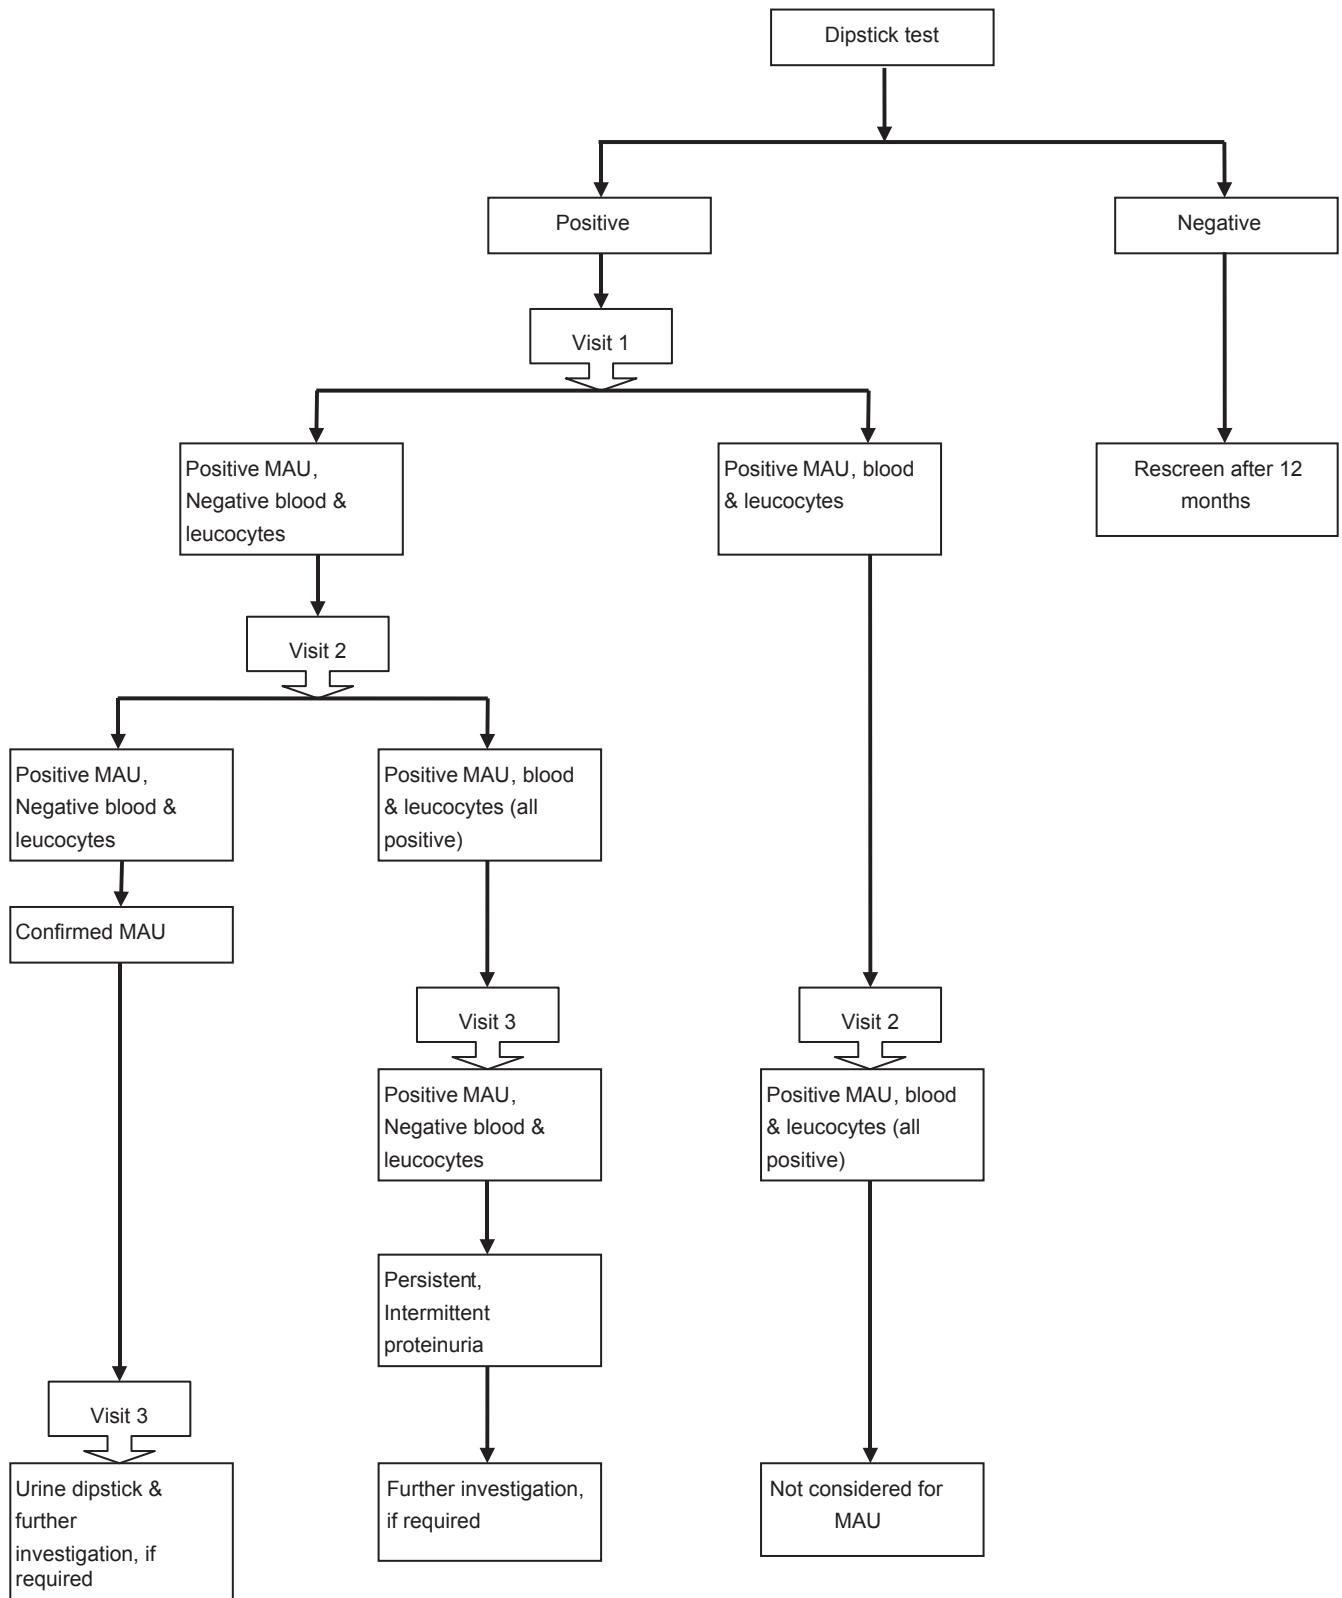 Dipstick test
Positive
Negative
Visit 1
Positive MAU,
Negative blood &
leucocytes
Positive MAU, blood
& leucocytes
Rescreen after 12
months
Visit 2
Positive MAU,
Negative blood &
leucocytes
Positive MAU, blood
& leucocytes (all
positive)
Confirmed MAU
Visit 3
Visit 2
Positive MAU,
Negative blood &
leucocytes
Positive MAU, blood
& leucocytes (all
positive)
Persistent,
Intermittent
proteinuria
Visit 3
Urine dipstick &
further
investigation, if
required
Further investigation,
if required
Not considered for
MAU